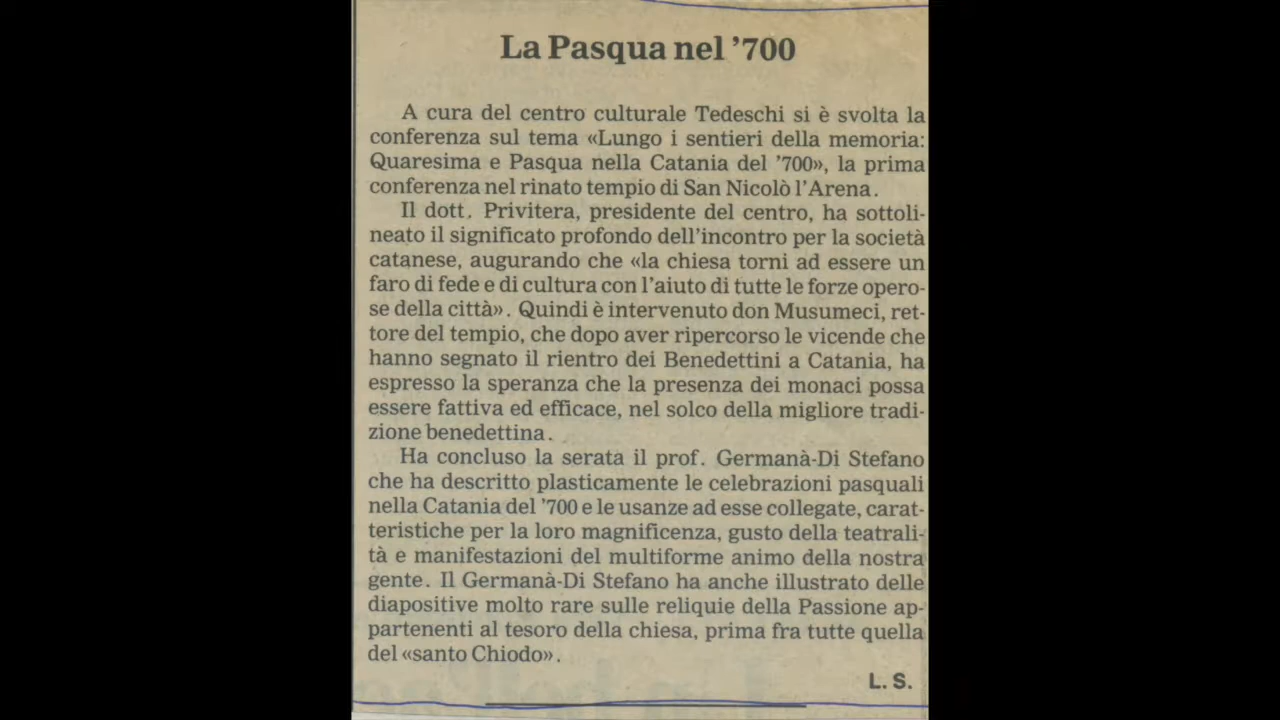 La Pasqua nel ’700
A cura del centro culturale Tedeschi si è svolta la
conferenza sul tema «Lungo i sentieri della memoria:
Quaresima e Pasqua nella Catania del ’700», la prima
conferenza nel rinato tempio di San Nicolò l’Arena.
Il dott. Privitera, presidente del centro, ha sottoli-
neato il significato profondo dell’incontro per la società
catanese, augurando che «la chiesa torni ad essere un
faro di fede e di cultura con l’aiuto di tutte le forze opero-
se della città». Quindi è intervenuto don Musumeci, ret-
tore del tempio, che dopo aver ripercorso le vicende che
hanno segnato il rientro dei Benedettini a Catania, ha
espresso la speranza che la presenza dei monaci possa
essere fattiva ed efficace, nel solco della migliore tradi-
zione benedettina.
Ha concluso la serata il prof. Germanà-Di Stefano
che ha descritto plasticamente le celebrazioni pasquali
nella Catania del ’700 e le usanze ad esse collegate, carat-
teristiche per la loro magnificenza, gusto della teatrali-
tà e manifestazioni del multiforme animo della nostra
gente. Il Germanà-Di Stefano ha anche illustrato delle
diapositive molto rare sulle reliquie della Passione ap-
partenenti al tesoro della chiesa, prima fra tutte quella
del «santo Chiodo».
L. S.